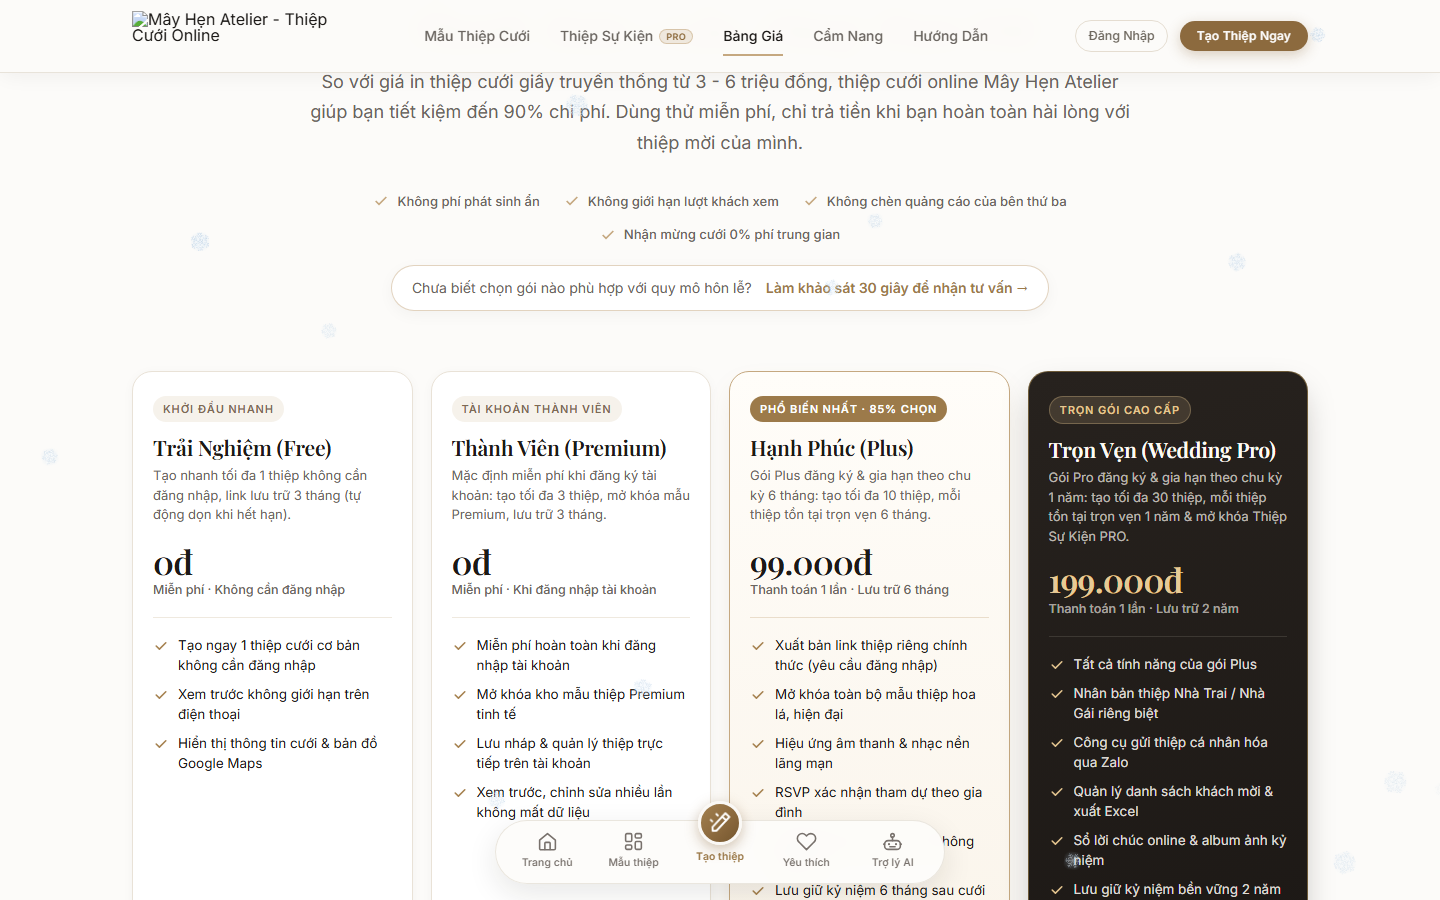 Mây Hẹn Atelier - Thiệp
Cưới Online
Mẫu Thiệp Cưới
Thiệp Sự Kiện PRO
Bảng Giá
Cẩm Nang
Hướng Dẫn
Đăng Nhập
Tạo Thiệp Ngay
So với giá in thiệp cưới giấy truyền thống từ 3 - 6 triệu đồng, thiệp cưới online Mây Hẹn Atelier
giúp bạn tiết kiệm đến 90% chi phí. Dùng thử miễn phí, chỉ trả tiền khi bạn hoàn toàn hài lòng với
thiệp mời của mình.
Không phí phát sinh ẩn
Không giới hạn lượt khách xem
Không chèn quảng cáo của bên thứ ba
Nhận mừng cưới 0% phí trung gian
Chưa biết chọn gói nào phù hợp với quy mô hôn lễ? Làm khảo sát 30 giây để nhận tư vấn →
KHỞI ĐẦU NHANH
Trải Nghiệm (Free)
Tạo nhanh tối đa 1 thiệp không cần
đăng nhập, link lưu trữ 3 tháng (tự
động dọn khi hết hạn).
0đ
Miễn phí · Không cần đăng nhập
Tạo ngay 1 thiệp cưới cơ bản
không cần đăng nhập
Xem trước không giới hạn trên
điện thoại
Hiển thị thông tin cưới & bản đồ
Google Maps
TÀI KHOẢN THÀNH VIÊN
Thành Viên (Premium)
Mặc định miễn phí khi đăng ký tài
khoản: tạo tối đa 3 thiệp, mở khóa mẫu
Premium, lưu trữ 3 tháng.
0đ
Miễn phí · Khi đăng nhập tài khoản
Miễn phí hoàn toàn khi đăng
nhập tài khoản
Mở khóa kho mẫu thiệp Premium
tinh tế
Lưu nháp & quản lý thiệp trực
tiếp trên tài khoản
Xem trước, chỉnh sửa nhiều lần
không mất dữ liệu
PHỔ BIẾN NHẤT · 85% CHỌN
Hạnh Phúc (Plus)
Gói Plus đăng ký & gia hạn theo chu
kỳ 6 tháng: tạo tối đa 10 thiệp, mỗi
thiệp tồn tại trọn vẹn 6 tháng.
99.000đ
Thanh toán 1 lần · Lưu trữ 6 tháng
Xuất bản link thiệp riêng chính
thức (yêu cầu đăng nhập)
Mở khóa toàn bộ mẫu thiệp hoa
lá, hiện đại
Hiệu ứng âm thanh & nhạc nền
lãng mạn
RSVP xác nhận tham dự theo gia
đình
hông
Lưu giữ kỷ niệm 6 tháng sau cưới
TRỌN GÓI CAO CẤP
Trọn Vẹn (Wedding Pro)
Gói Pro đăng ký & gia hạn theo chu kỳ
1 năm: tạo tối đa 30 thiệp, mỗi thiệp
tồn tại trọn vẹn 1 năm & mở khóa Thiệp
Sự Kiện PRO.
199.000đ
Thanh toán 1 lần · Lưu trữ 2 năm
Tất cả tính năng của gói Plus
Nhân bản thiệp Nhà Trai / Nhà
Gái riêng biệt
Công cụ gửi thiệp cá nhân hóa
qua Zalo
Quản lý danh sách khách mời &
xuất Excel
Sổ lời chúc online & album ảnh kỷ
niệm
Lưu giữ kỷ niệm bền vững 2 năm
Trang chủ
Mẫu thiệp
Tạo thiệp
Yêu thích
Trợ lý AI